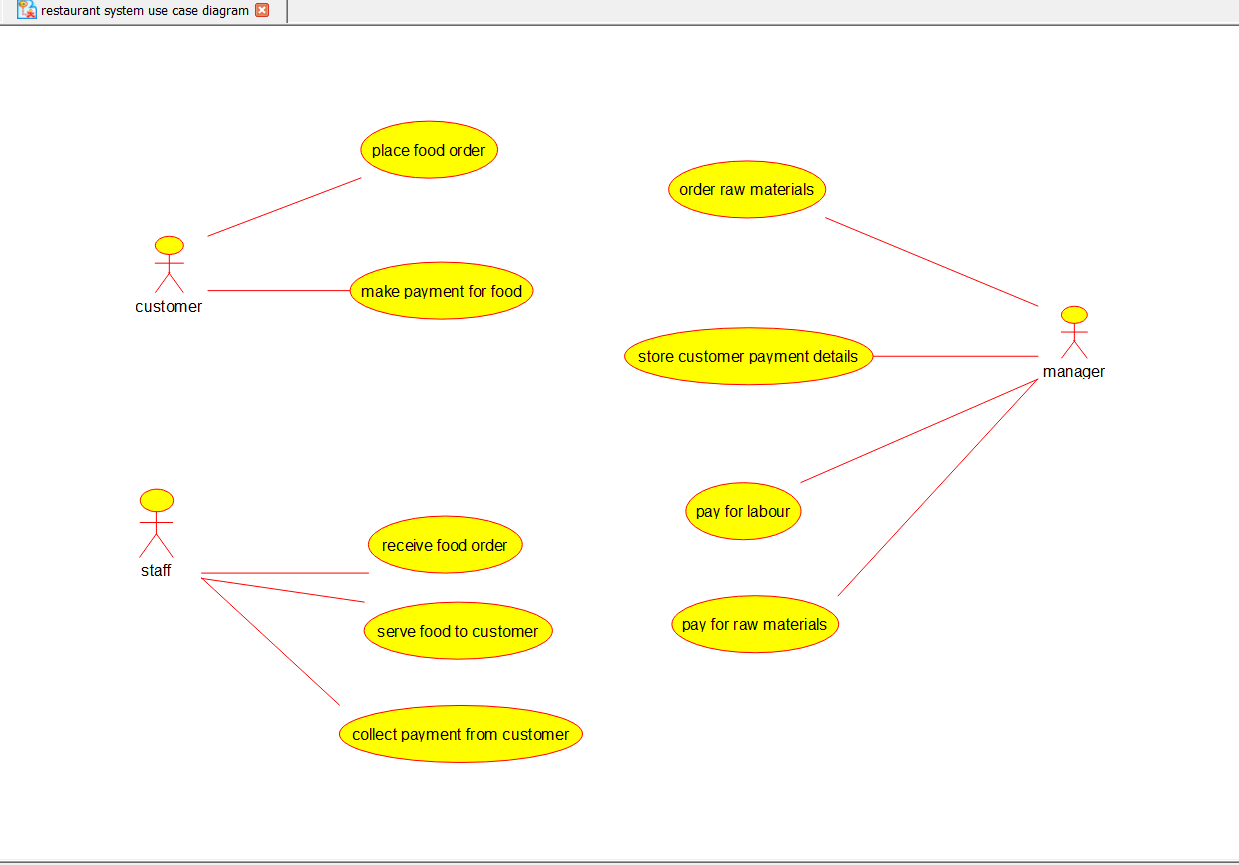 restaurant system use case diagram
place food order
order raw materials
customer
make payment for food
store customer payment details
manager
pay for labour
staff
receive food order
serve food to customer
pay for raw materials
collect payment from customer